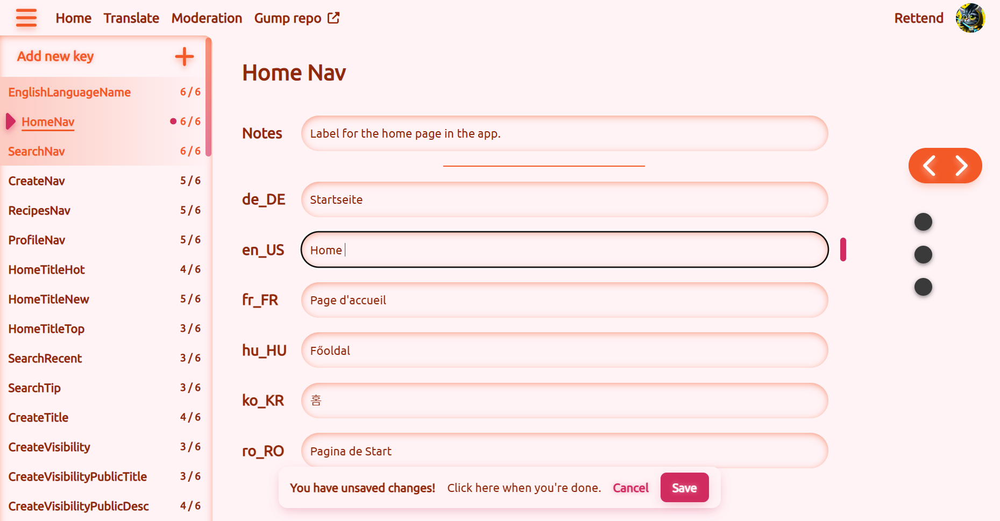 Home Translate Moderation Gump repo Rettend
Add new key
EnglishLanguageName 6 / 6
HomeNav 6 / 6
SearchNav 6 / 6
CreateNav 5 / 6
RecipesNav 5 / 6
ProfileNav 5 / 6
HomeTitleHot 4 / 6
HomeTitleNew 5 / 6
HomeTitleTop 3 / 6
SearchRecent 3 / 6
SearchTip 3 / 6
CreateTitle 4 / 6
CreateVisibility 3 / 6
CreateVisibilityPublicTitle 3 / 6
CreateVisibilityPublicDesc 4 / 6
Home Nav
Notes Label for the home page in the app.
de_DE Startseite
en_US Home
fr_FR Page d'accueil
hu_HU Főoldal
ko_KR 홈
ro_RO Pagina de Start
You have unsaved changes! Click here when you're done. Cancel Save